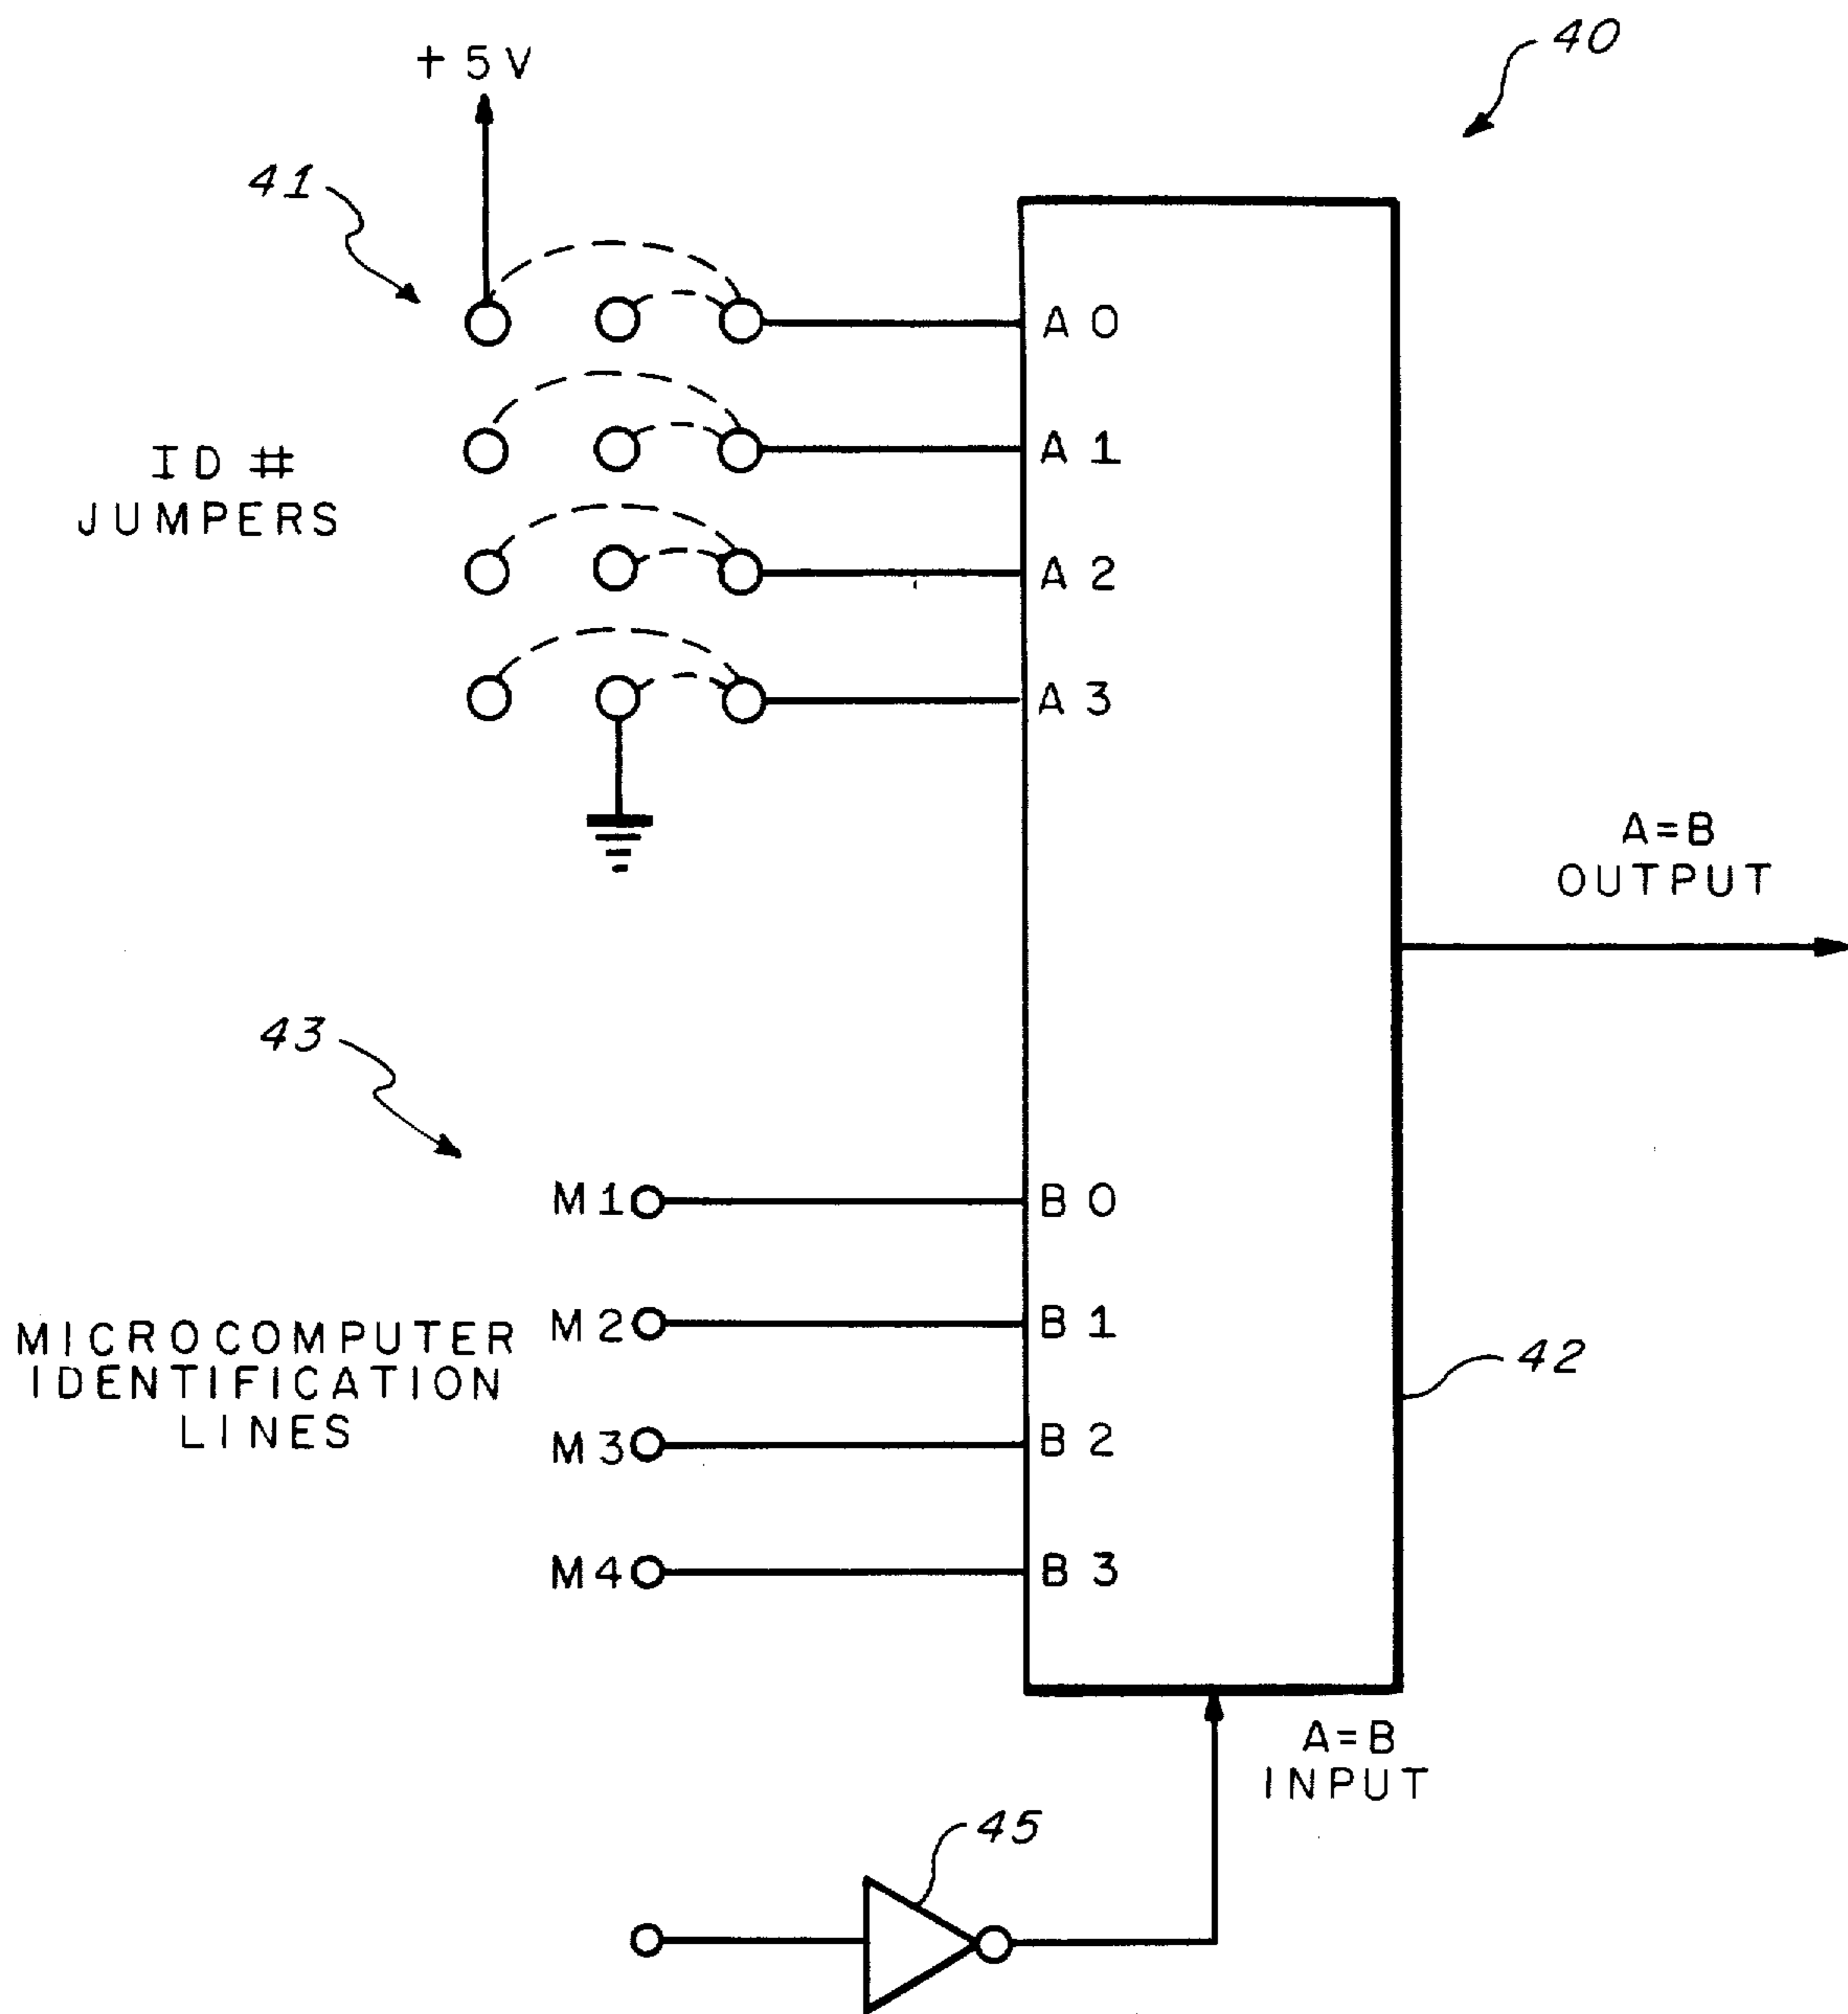 40
+5V
41
A0
A1
ID #
JUMPERS
A2
A3
A=B
OUTPUT
43
M1 B0
M2 B1
MICROCOMPUTER
IDENTIFICATION
LINES
42
M3 B2
M4 B3
A=B
INPUT
45